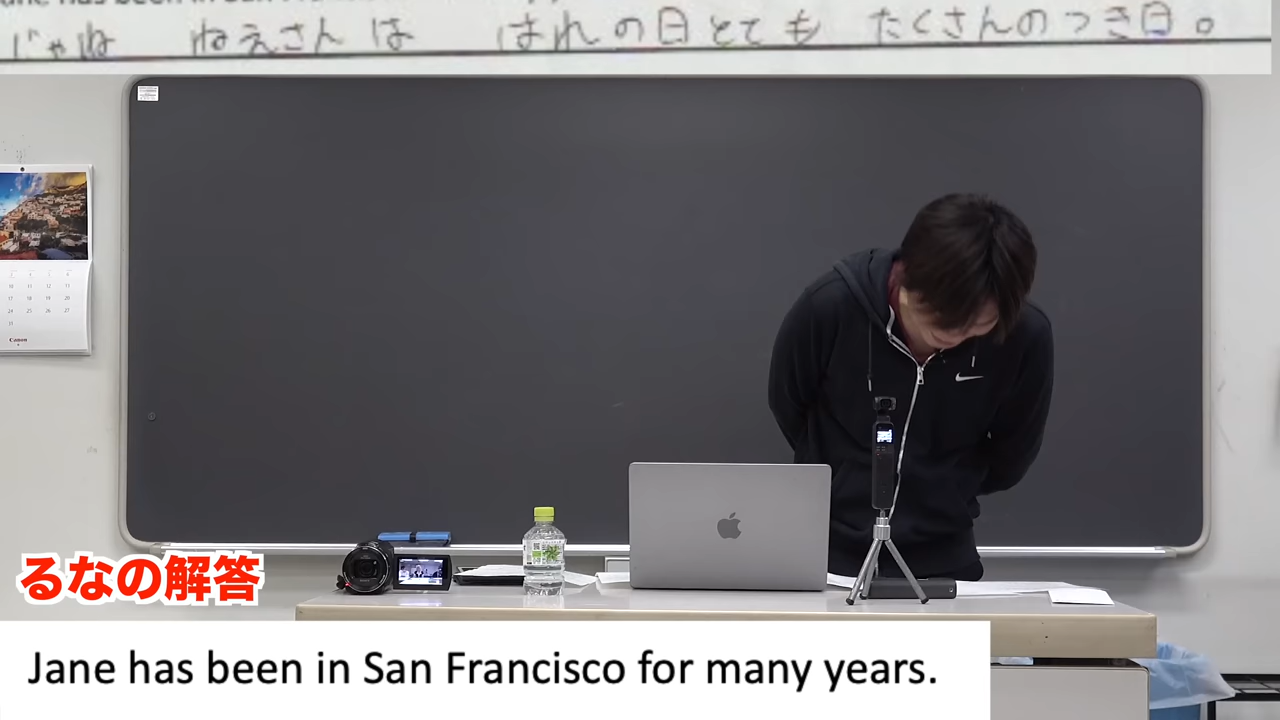 じゃね ねえさん は はれの日とても たくさんのつき日。
Canon
るなの解答
Jane has been in San Francisco for many years.